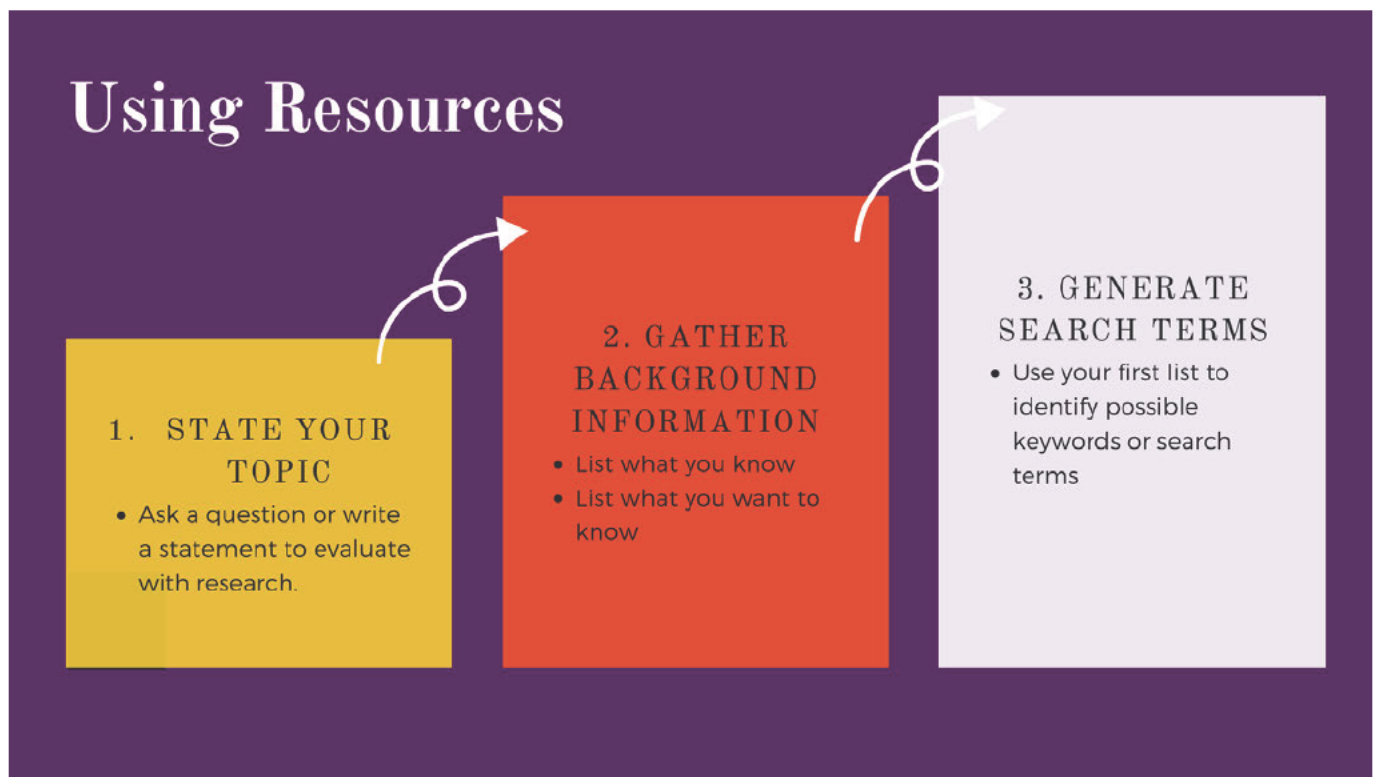 Using Resources
1. STATE YOUR
TOPIC
• Ask a question or write
a statement to evaluate
with research.
2. GATHER
BACKGROUND
INFORMATION
• List what you know
• List what you want to
know
3. GENERATE
SEARCH TERMS
• Use your first list to
identify possible
keywords or search
terms